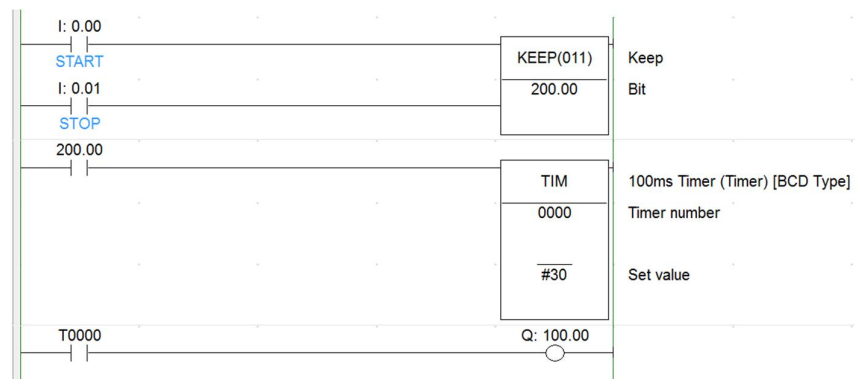 I: 0.00
START
KEEP(011) Keep
I: 0.01
200.00 Bit
STOP
200.00
TIM 100ms Timer (Timer) [BCD Type]
0000 Timer number
#30 Set value
T0000 Q: 100.00